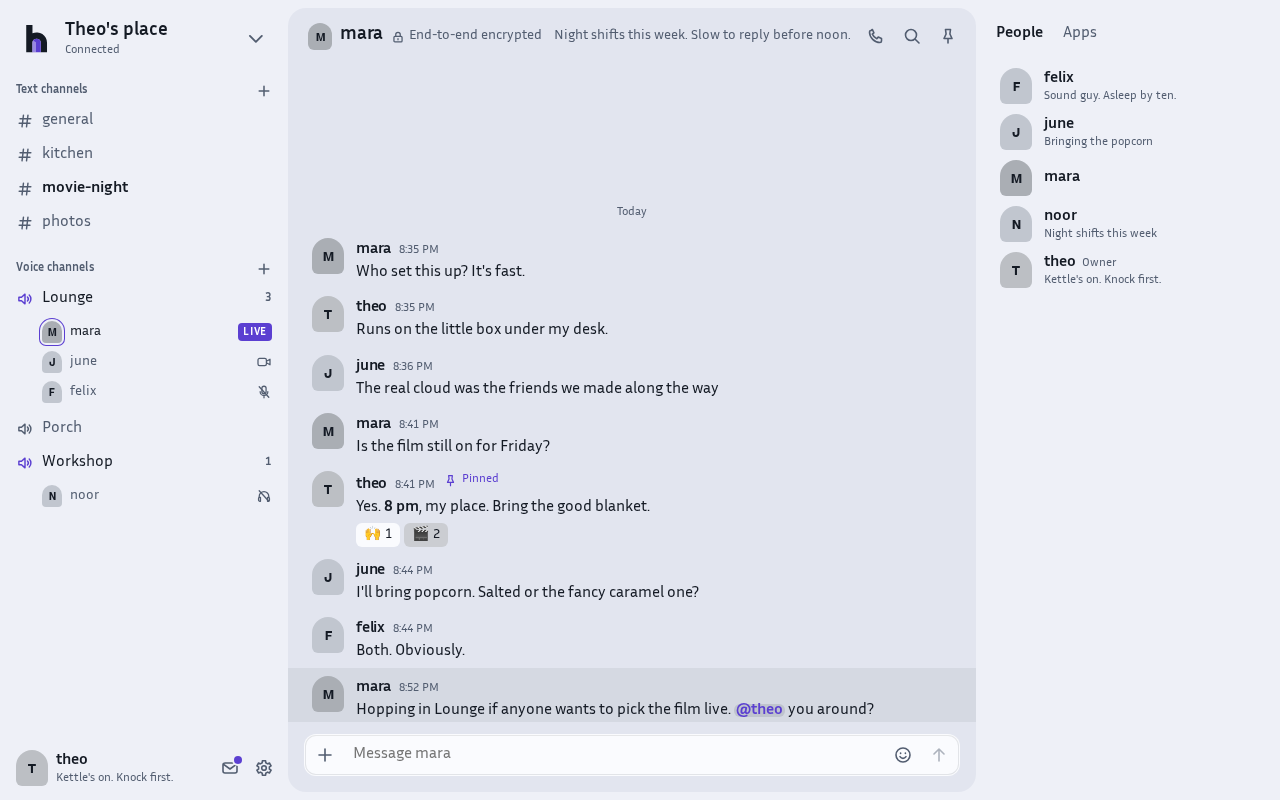 Theo's place
Connected
Text channels
general
kitchen
movie-night
photos
Voice channels
Lounge 3
M mara LIVE
J june
F felix
Porch
Workshop 1
N noor
T theo
Kettle's on. Knock first.
M mara End-to-end encrypted Night shifts this week. Slow to reply before noon.
Today
M mara 8:35 PM
Who set this up? It's fast.
T theo 8:35 PM
Runs on the little box under my desk.
J june 8:36 PM
The real cloud was the friends we made along the way
M mara 8:41 PM
Is the film still on for Friday?
T theo 8:41 PM Pinned
Yes. 8 pm, my place. Bring the good blanket.
🙌 1 🎬 2
J june 8:44 PM
I'll bring popcorn. Salted or the fancy caramel one?
F felix 8:44 PM
Both. Obviously.
M mara 8:52 PM
Hopping in Lounge if anyone wants to pick the film live. @theo you around?
Message mara
People Apps
F felix
Sound guy. Asleep by ten.
J june
Bringing the popcorn
M mara
N noor
Night shifts this week
T theo Owner
Kettle's on. Knock first.